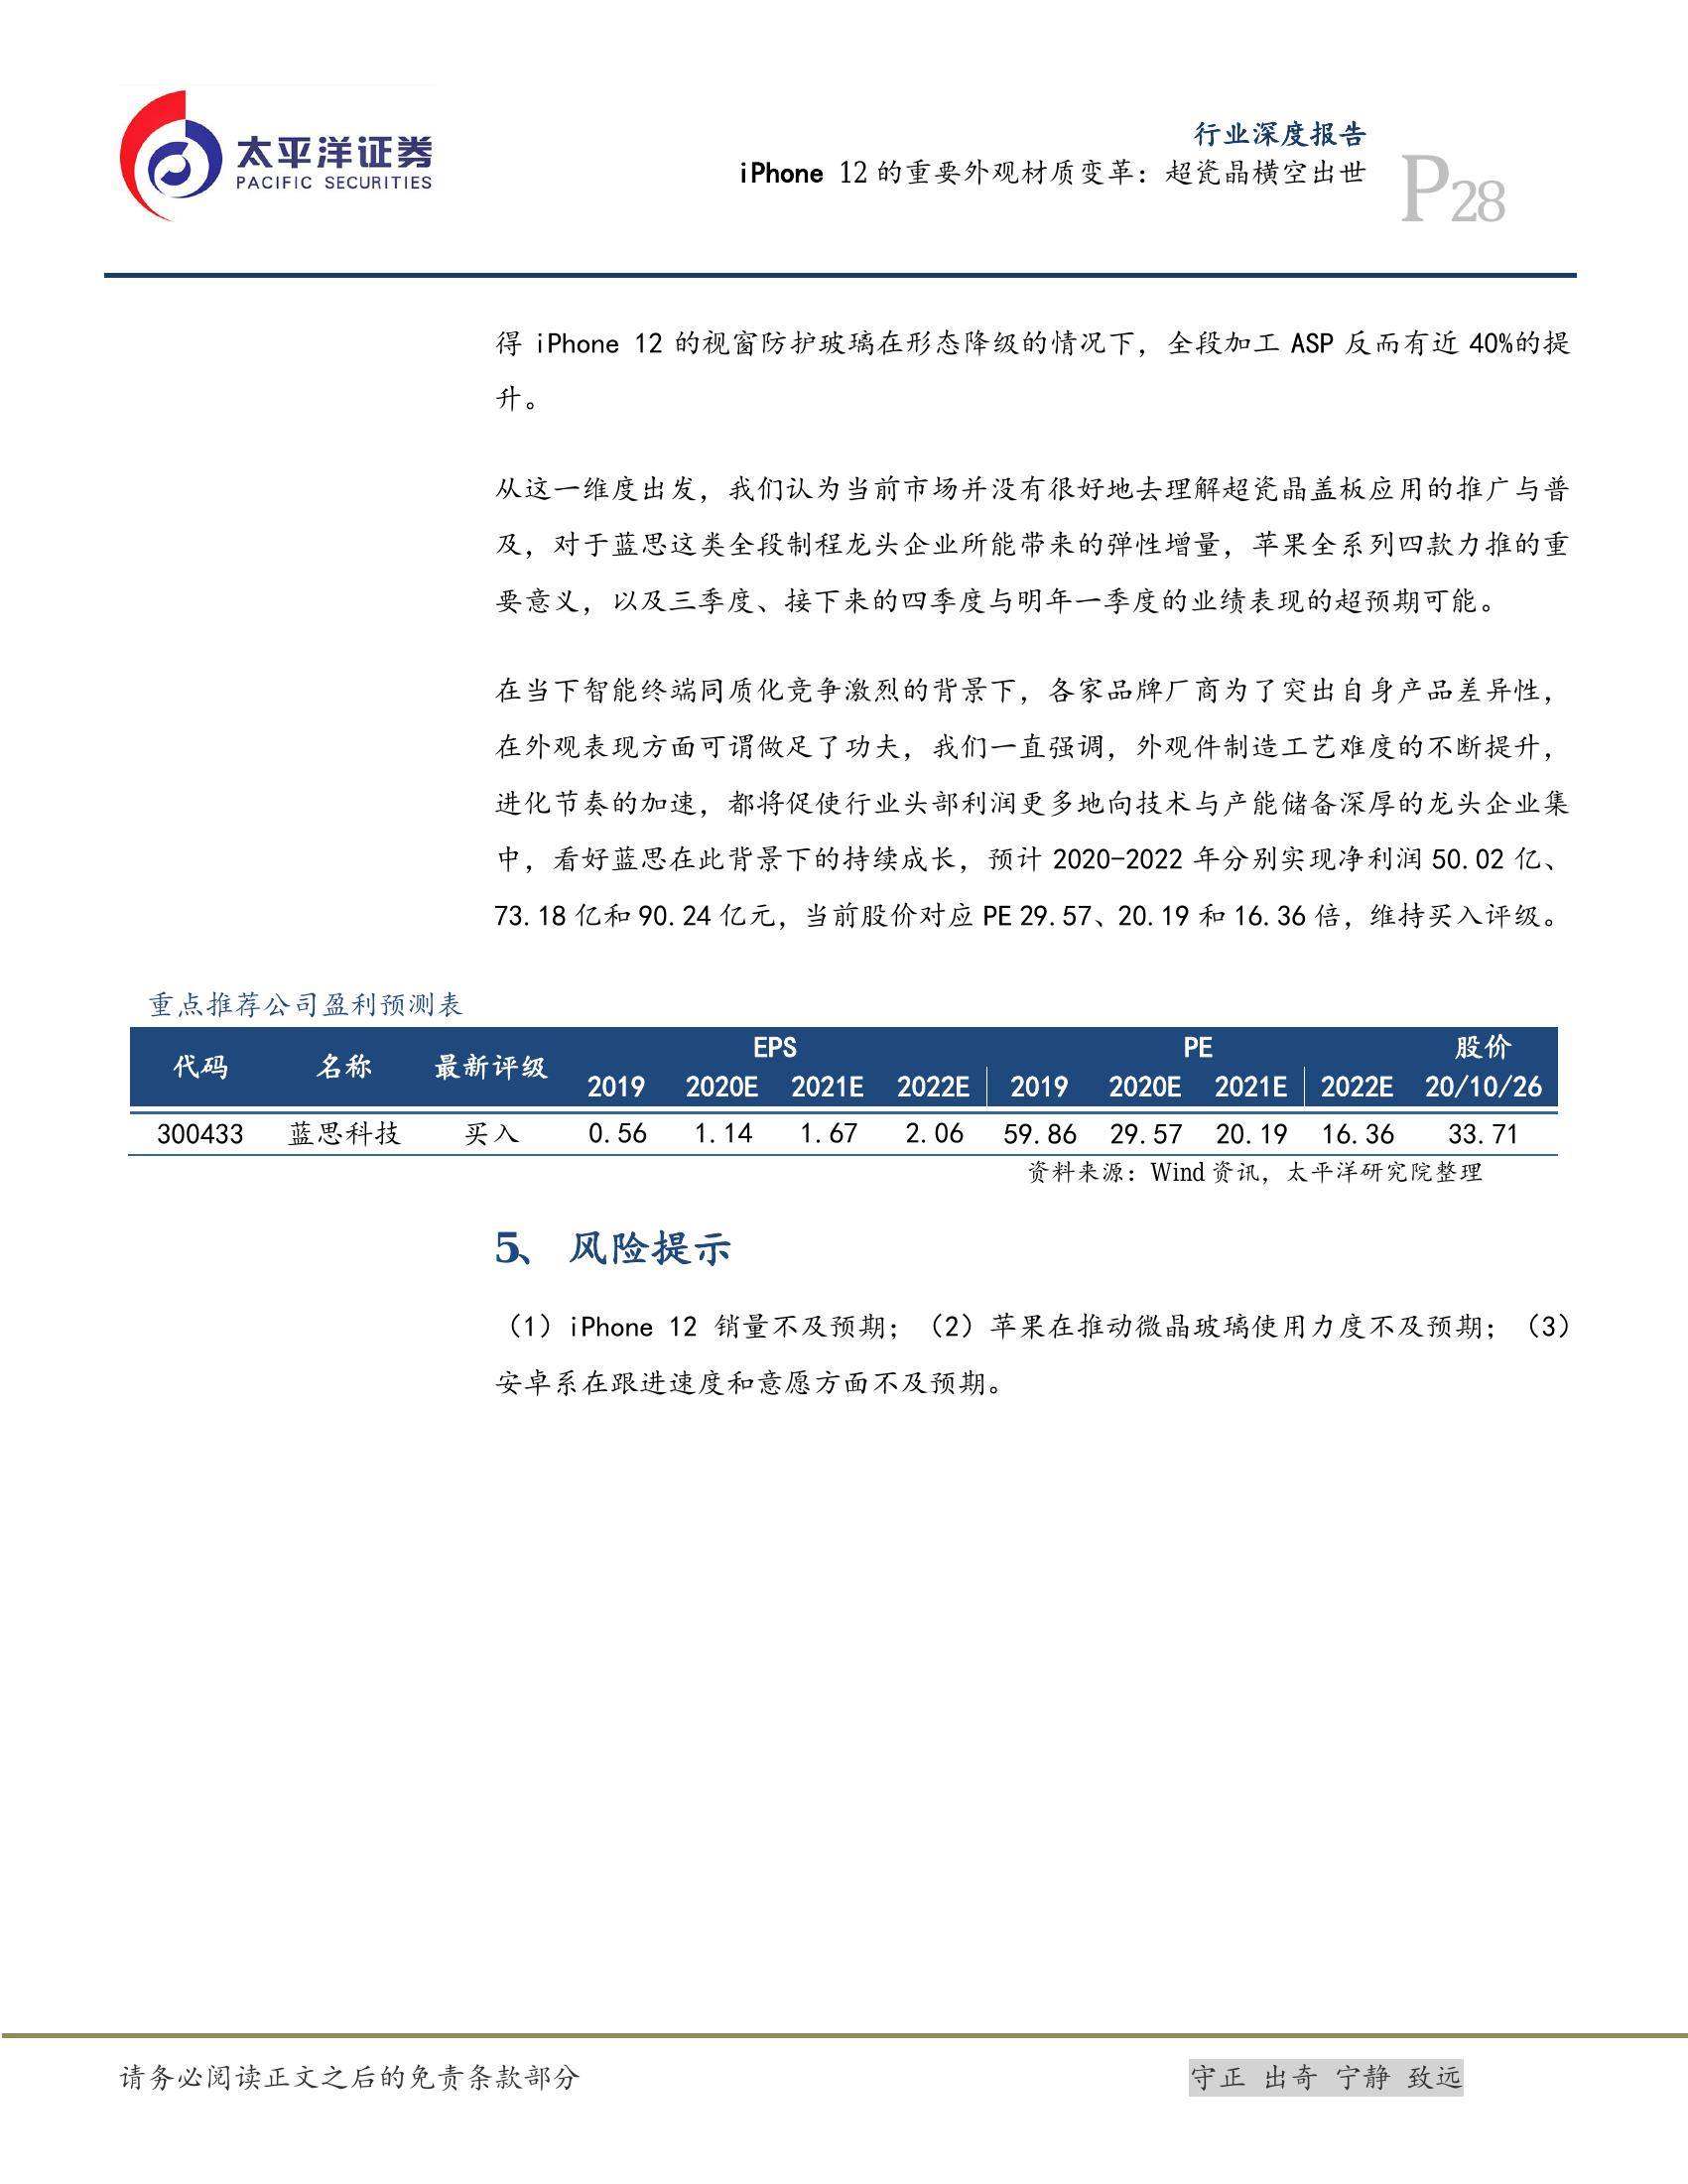 太平洋证券
PACIFIC SECURITIES
行业深度报告
iPhone 12 的重要外观材质变革：超瓷晶横空出世
P28
得 iPhone 12 的视窗防护玻璃在形态降级的情况下，全段加工 ASP 反而有近 40%的提
升。
从这一维度出发，我们认为当前市场并没有很好地去理解超瓷晶盖板应用的推广与普
及，对于蓝思这类全段制程龙头企业所能带来的弹性增量，苹果全系列四款力推的重
要意义，以及三季度、接下来的四季度与明年一季度的业绩表现的超预期可能。
在当下智能终端同质化竞争激烈的背景下，各家品牌厂商为了突出自身产品差异性，
在外观表现方面可谓做足了功夫，我们一直强调，外观件制造工艺难度的不断提升，
进化节奏的加速，都将促使行业头部利润更多地向技术与产能储备深厚的龙头企业集
中，看好蓝思在此背景下的持续成长，预计 2020-2022 年分别实现净利润 50.02 亿、
73.18 亿和 90.24 亿元，当前股价对应 PE 29.57、20.19 和 16.36 倍，维持买入评级。
重点推荐公司盈利预测表
代码 名称 最新评级 EPS PE 股价
2019 2020E 2021E 2022E 2019 2020E 2021E 2022E 20/10/26
300433 蓝思科技 买入 0.56 1.14 1.67 2.06 59.86 29.57 20.19 16.36 33.71
资料来源：Wind 资讯，太平洋研究院整理
5、 风险提示
（1）iPhone 12 销量不及预期；（2）苹果在推动微晶玻璃使用力度不及预期；（3）
安卓系在跟进速度和意愿方面不及预期。
请务必阅读正文之后的免责条款部分
守正 出奇 宁静 致远